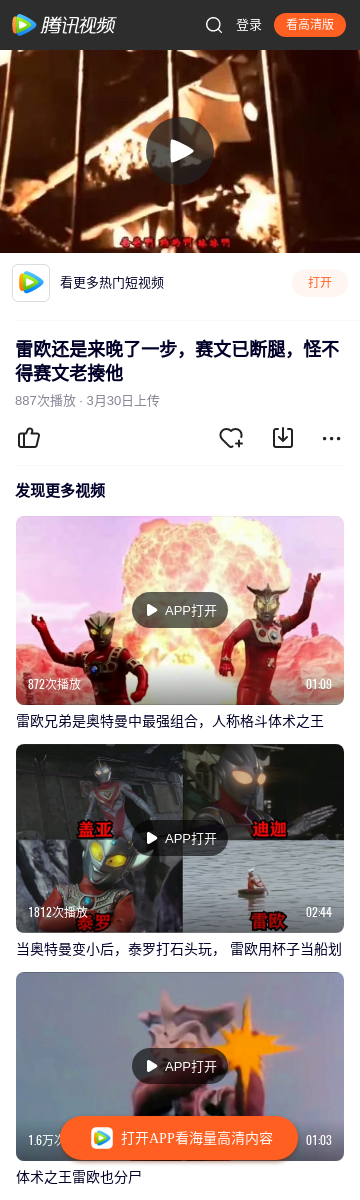 腾讯视频
登录
看高清版
看更多热门短视频
打开
雷欧还是来晚了一步，赛文已断腿，怪不
得赛文老揍他
887次播放 · 3月30日上传
发现更多视频
APP打开
872次播放
01:09
雷欧兄弟是奥特曼中最强组合，人称格斗体术之王
盖亚
迪迦
APP打开
1812次播放
02:44
泰罗
雷欧
当奥特曼变小后，泰罗打石头玩， 雷欧用杯子当船划
APP打开
1.6万次
01:03
打开APP看海量高清内容
体术之王雷欧也分尸